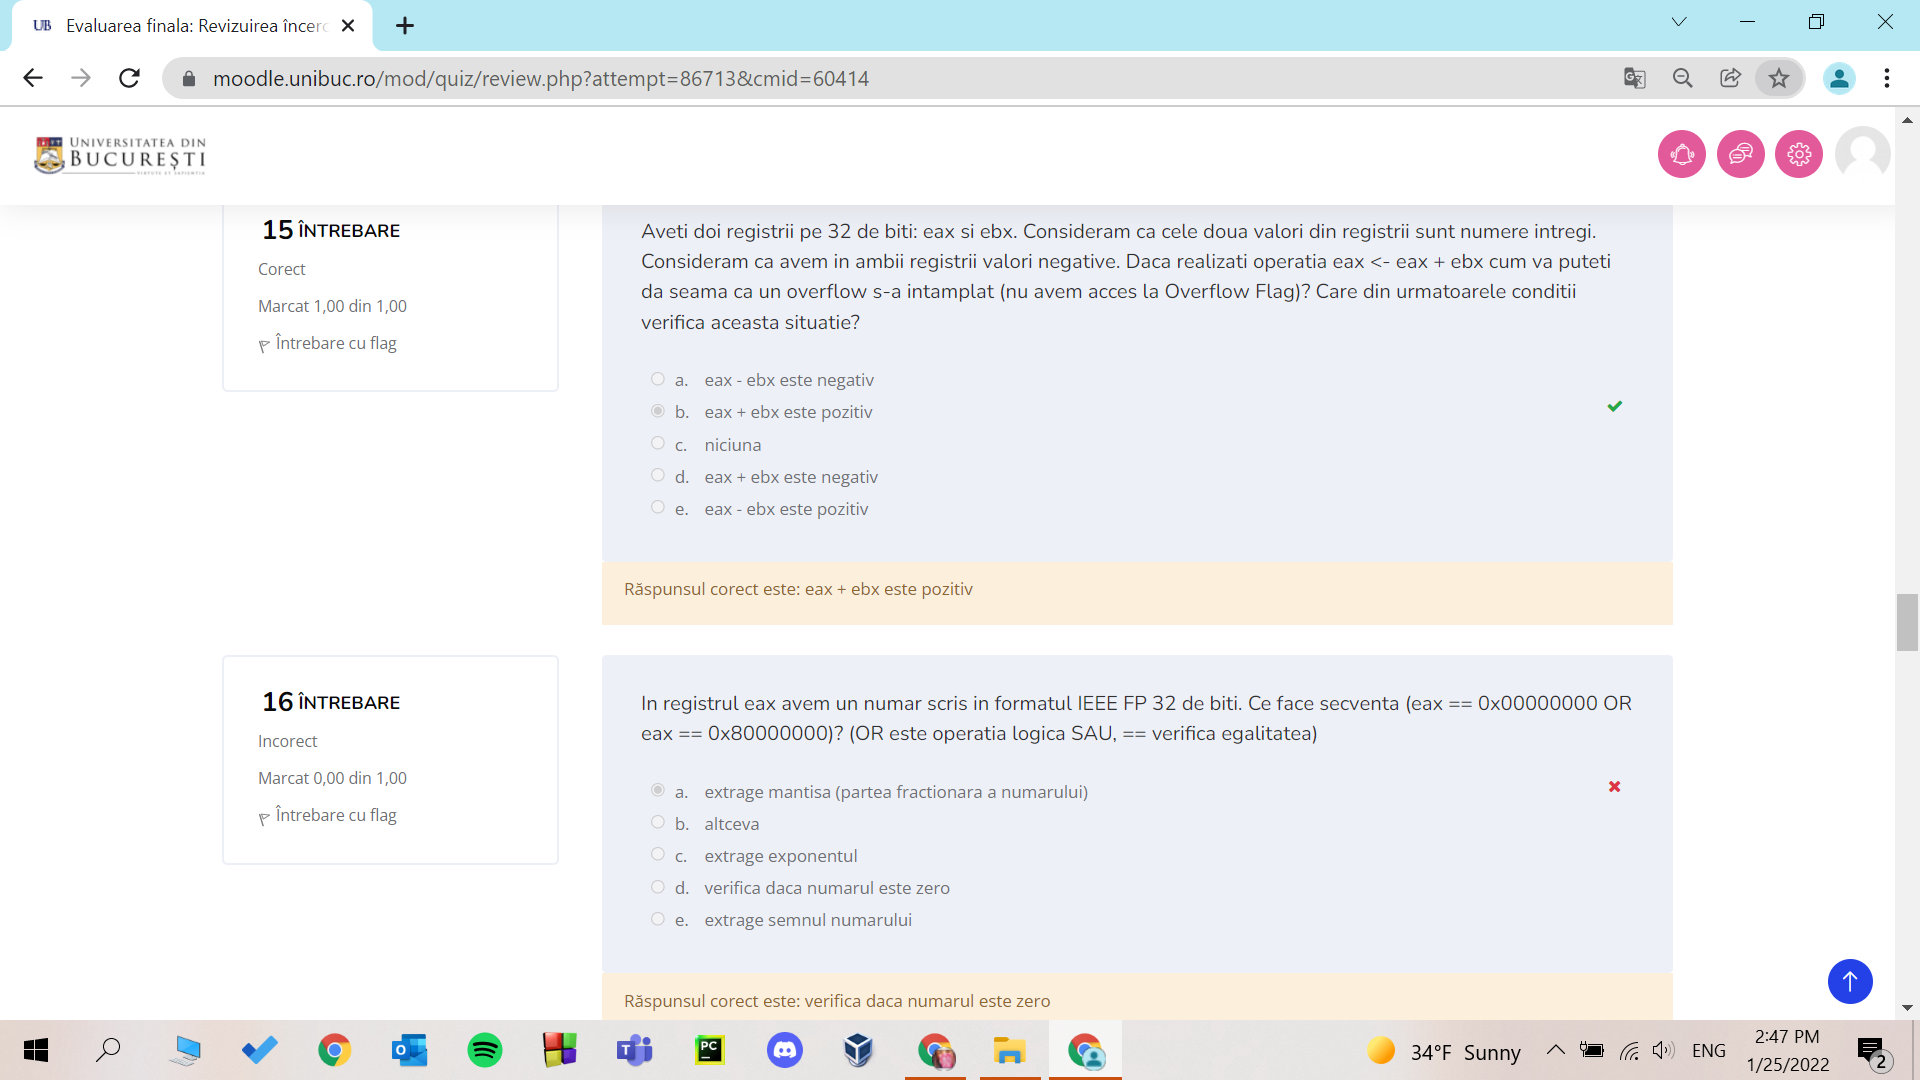 UB Evaluarea finala: Revizuirea încerc
moodle.unibuc.ro/mod/quiz/review.php?attempt=86713&cmid=60414
UNIVERSITATEA DIN
BUCUREȘTI
VIRTUTE ET SAPIENTIA
15 ÎNTREBARE
Corect
Marcat 1,00 din 1,00
Întrebare cu flag
Aveti doi registrii pe 32 de biti: eax si ebx. Consideram ca cele doua valori din registrii sunt numere intregi.
Consideram ca avem in ambii registrii valori negative. Daca realizati operatia eax <- eax + ebx cum va puteti
da seama ca un overflow s-a intamplat (nu avem acces la Overflow Flag)? Care din urmatoarele conditii
verifica aceasta situatie?
a. eax - ebx este negativ
b. eax + ebx este pozitiv
c. niciuna
d. eax + ebx este negativ
e. eax - ebx este pozitiv
Răspunsul corect este: eax + ebx este pozitiv
16 ÎNTREBARE
Incorect
Marcat 0,00 din 1,00
Întrebare cu flag
In registrul eax avem un numar scris in formatul IEEE FP 32 de biti. Ce face secventa (eax == 0x00000000 OR
eax == 0x80000000)? (OR este operatia logica SAU, == verifica egalitatea)
a. extrage mantisa (partea fractionara a numarului)
b. altceva
c. extrage exponentul
d. verifica daca numarul este zero
e. extrage semnul numarului
Răspunsul corect este: verifica daca numarul este zero
34°F Sunny
ENG
2:47 PM
1/25/2022
2